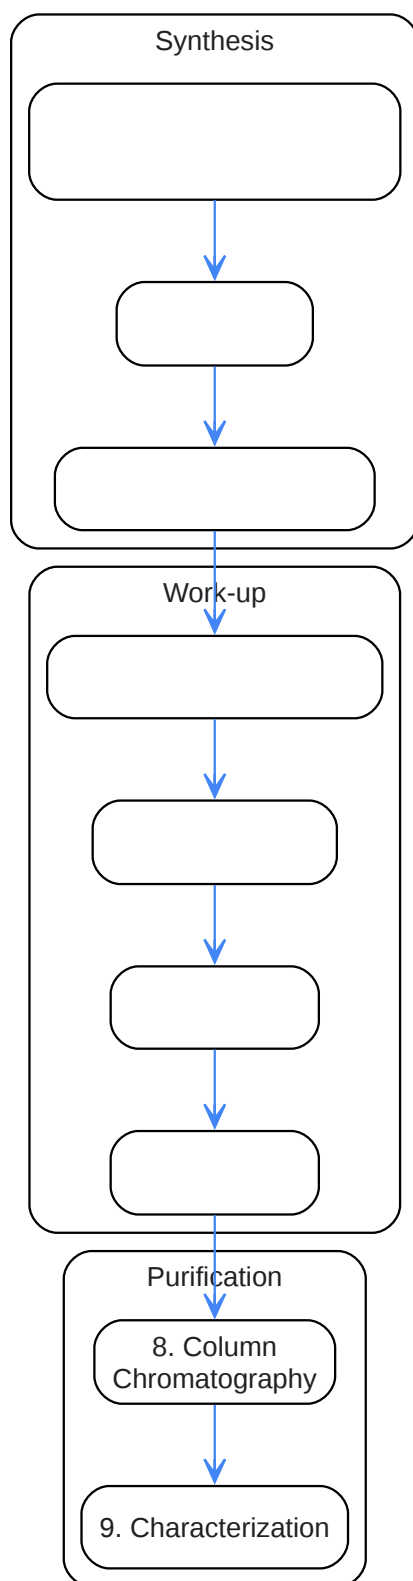 Synthesis
Work-up
Purification
8. Column
Chromatography
9. Characterization